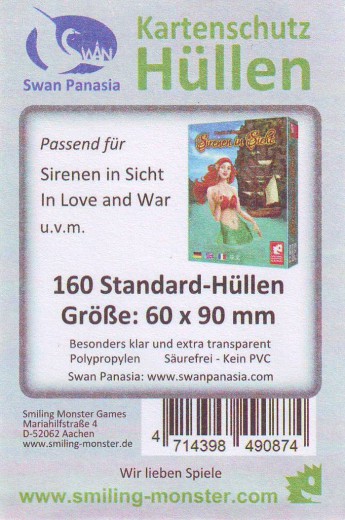 Kartenschutz
Hüllen
SWAN
Swan Panasia
Passend für
Sirenen in Sicht
In Love and War
u.v.m.
Sirenen in Sicht
160 Standard-Hüllen
Größe: 60 x 90 mm
Besonders klar und extra transparent
Polypropylen Säurefrei - Kein PVC
Swan Panasia: www.swanpanasia.com
Smiling Monster Games
Mariahilfstraße 4
D-52062 Aachen
www.smiling-monster.de
4 714398 490874
Wir lieben Spiele
www.smiling-monster.com